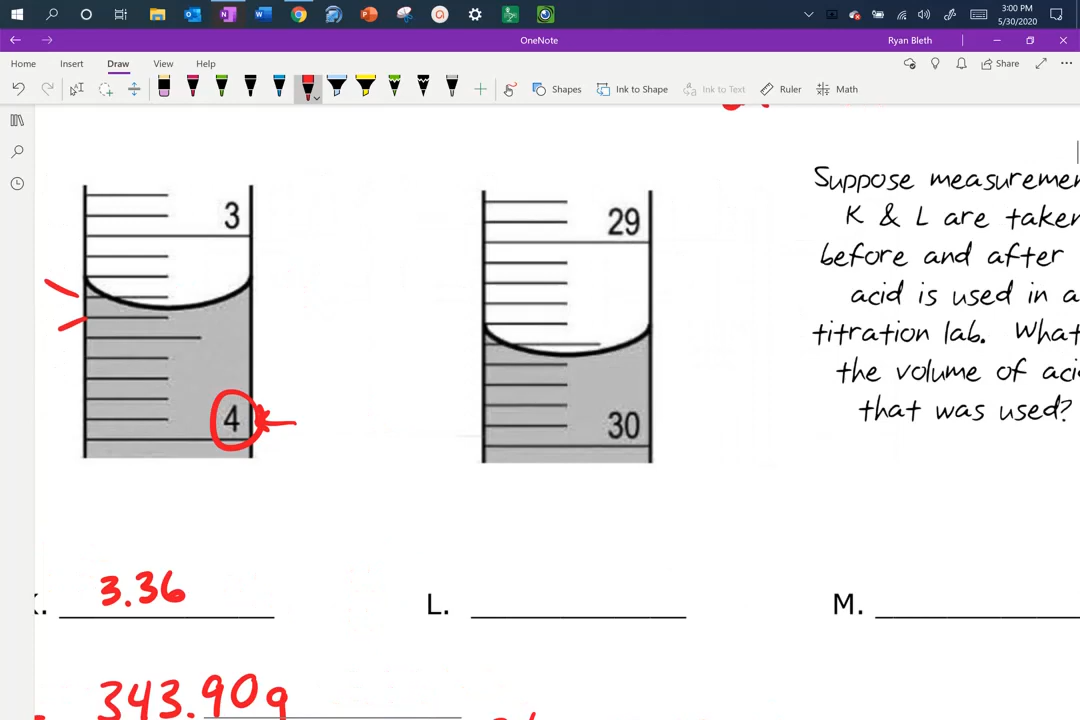 3:00 PM
5/30/2020
OneNote
Ryan Bleth
Home Insert Draw View Help
Share
Shapes Ink to Shape Ink to Text Ruler Math
3
4
29
30
Suppose measuremen
K & L are taken
before and after
acid is used in a
titration lab. What
the volume of acid
that was used?
K. 3.36
L.
M.
343.90g